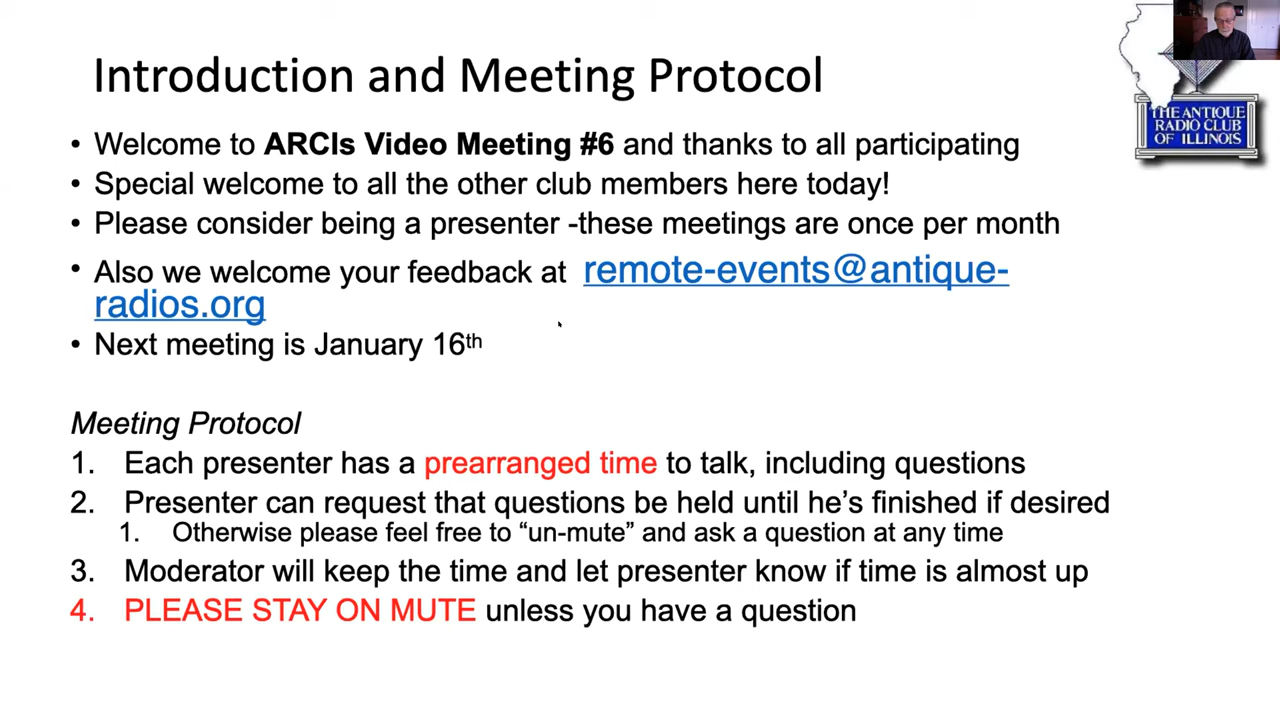 Introduction and Meeting Protocol
THE ANTIQUE
RADIO CLUB
OF ILLINOIS
• Welcome to ARCIs Video Meeting #6 and thanks to all participating
• Special welcome to all the other club members here today!
• Please consider being a presenter -these meetings are once per month
• Also we welcome your feedback at remote-events@antique-
radios.org
• Next meeting is January 16th
Meeting Protocol
1. Each presenter has a prearranged time to talk, including questions
2. Presenter can request that questions be held until he’s finished if desired
1. Otherwise please feel free to “un-mute” and ask a question at any time
3. Moderator will keep the time and let presenter know if time is almost up
4. PLEASE STAY ON MUTE unless you have a question